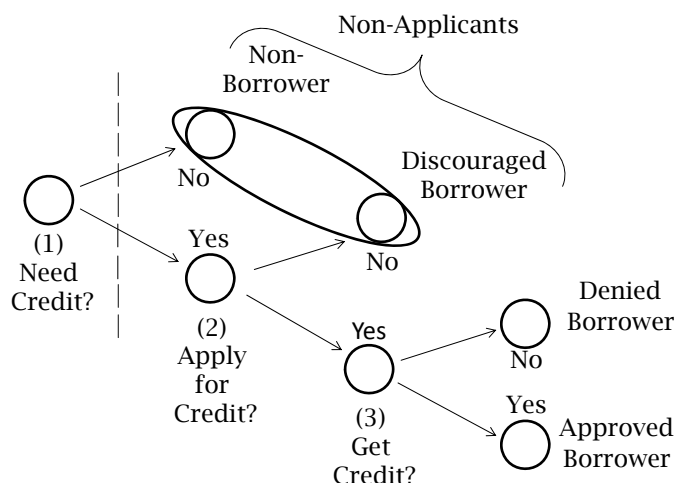 Non-Applicants
Non-
Borrower
Discouraged
Borrower
No
No
(1)
Need
Credit?
Yes
(2)
Apply
for
Credit?
Yes
(3)
Get
Credit?
Denied
Borrower
No
Yes
Approved
Borrower